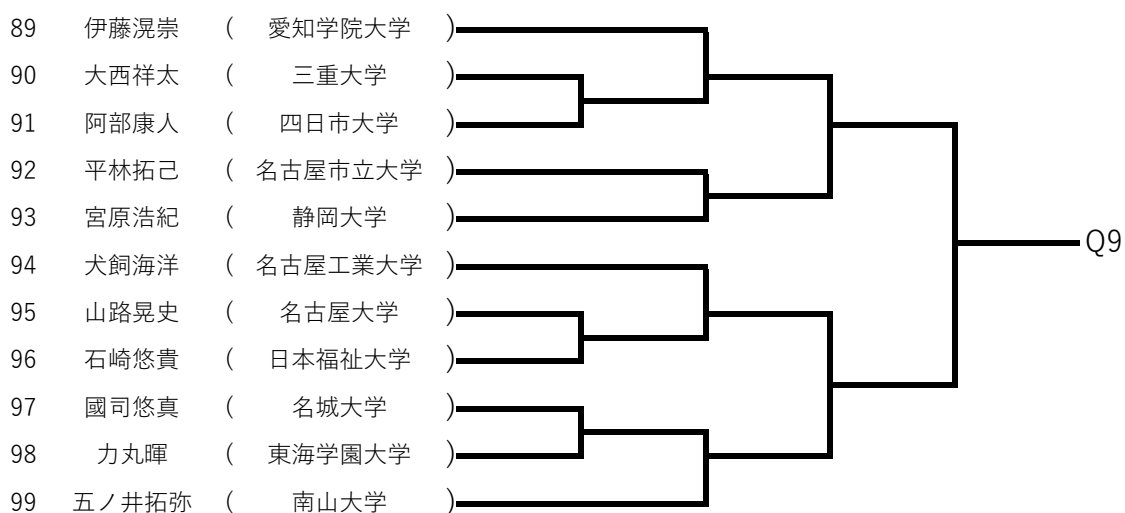 89 伊藤滉崇 ( 愛知学院大学 )
90 大西祥太 ( 三重大学 )
91 阿部康人 ( 四日市大学 )
92 平林拓己 ( 名古屋市立大学 )
93 宮原浩紀 ( 静岡大学 )
94 犬飼海洋 ( 名古屋工業大学 )
Q9
95 山路晃史 ( 名古屋大学 )
96 石崎悠貴 ( 日本福祉大学 )
97 國司悠真 ( 名城大学 )
98 力丸暉 ( 東海学園大学 )
99 五ノ井拓弥 ( 南山大学 )